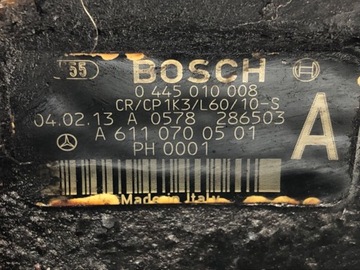 55 BOSCH
0 445 010 008
CR/CP1K3/L60/10-S
04.02.13 A 0578 286503
A 611 070 05 01 A
PH 0001
Made in Italy